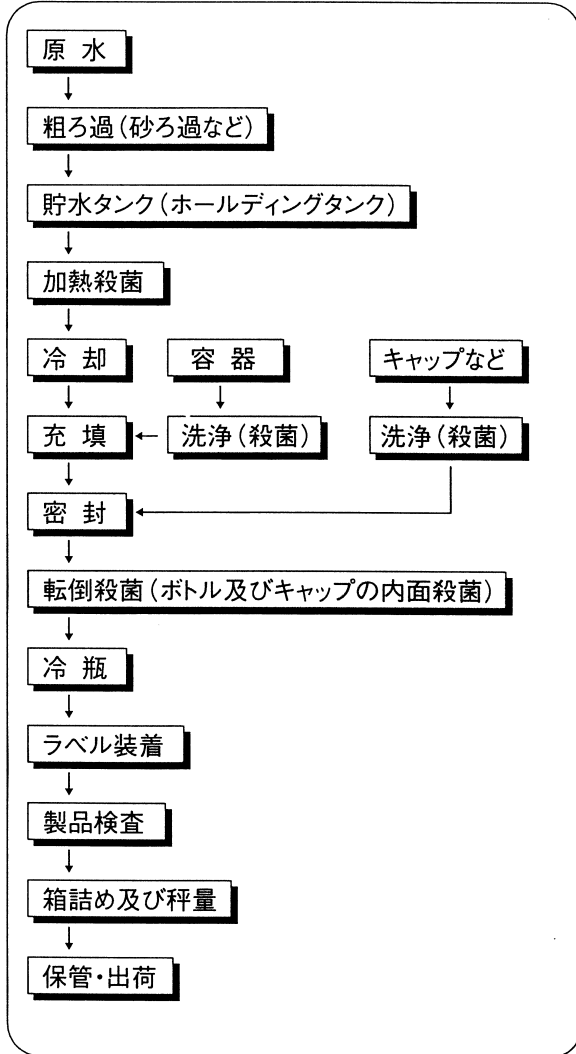 原水
粗ろ過(砂ろ過など)
貯水タンク(ホールディングタンク)
加熱殺菌
冷却
容器
キャップなど
充填
洗浄(殺菌)
洗浄(殺菌)
密封
転倒殺菌(ボトル及びキャップの内面殺菌)
冷瓶
ラベル装着
製品検査
箱詰め及び秤量
保管・出荷